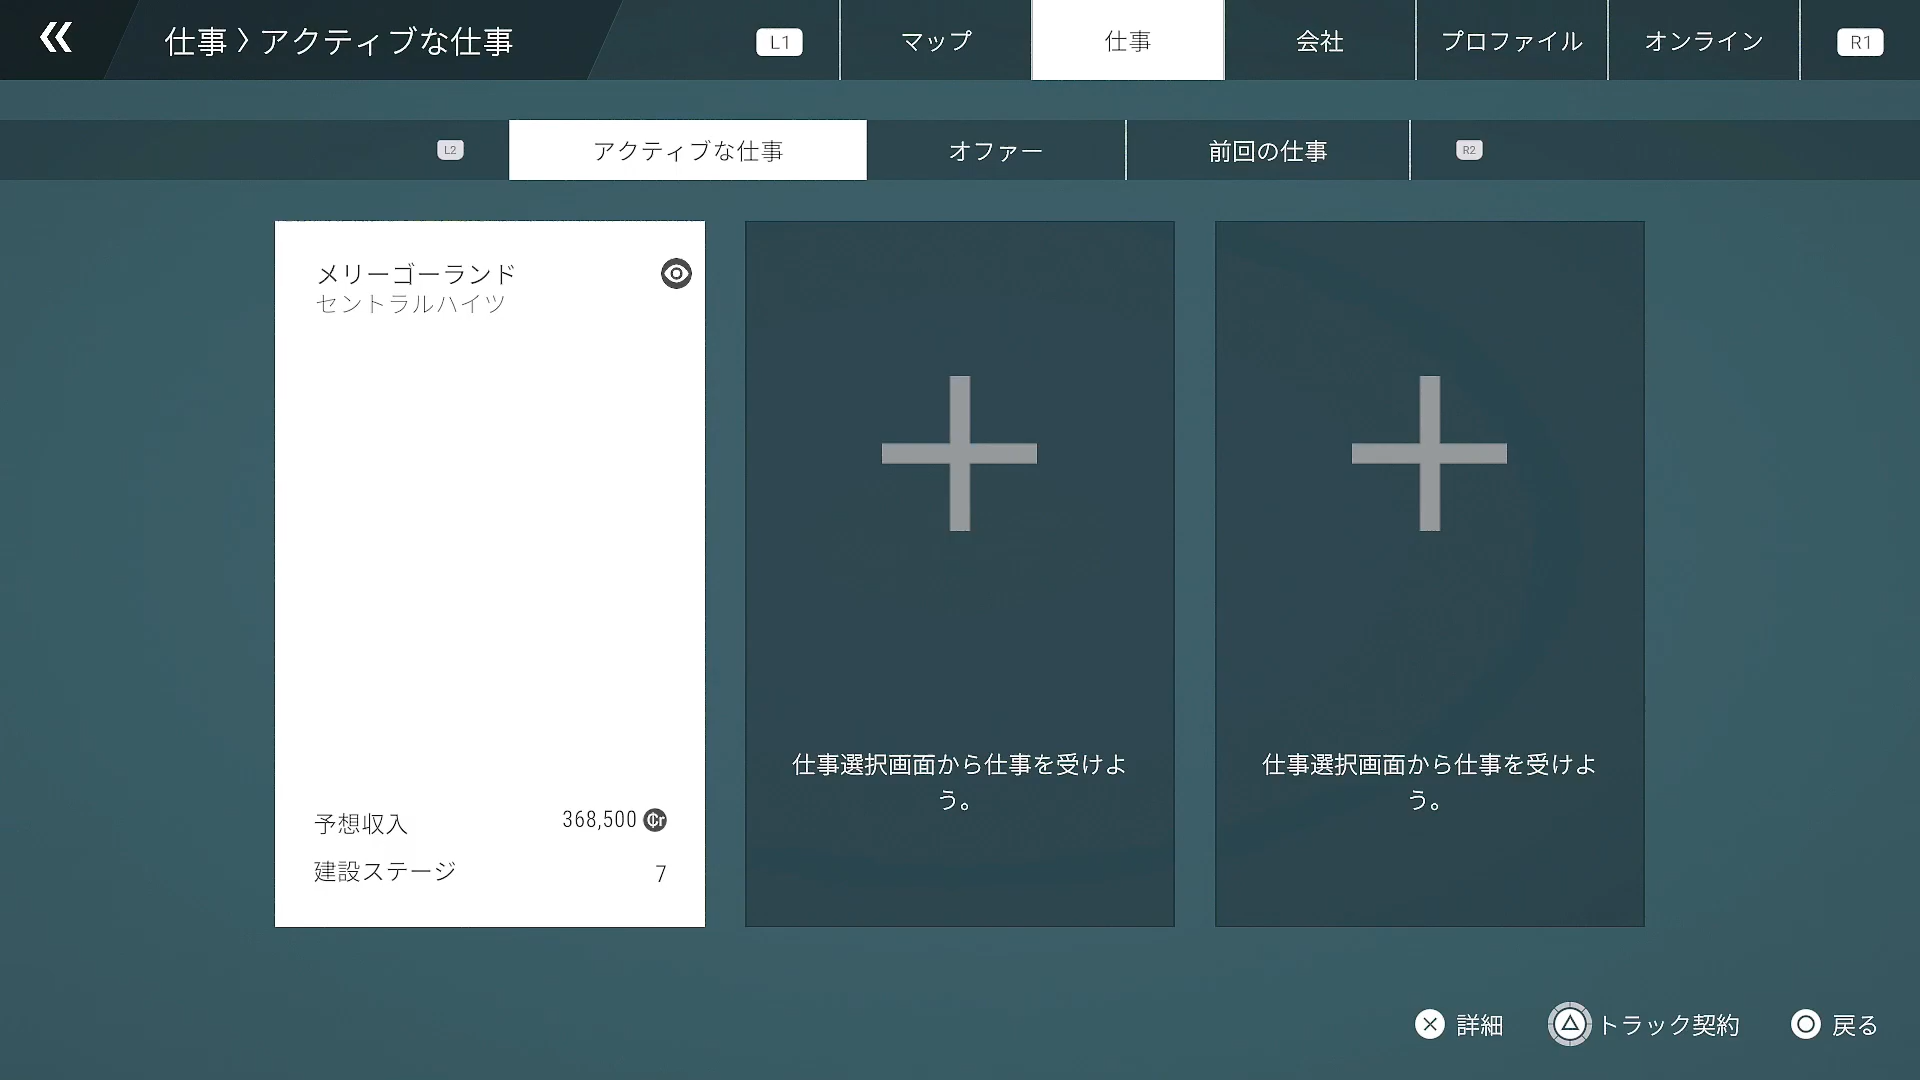 仕事 〉アクティブな仕事
L1
マップ
仕事
会社
プロファイル
オンライン
R1
L2
アクティブな仕事
オファー
前回の仕事
R2
メリーゴーランド
セントラルハイツ
予想収入 368,500 Cr
建設ステージ 7
仕事選択画面から仕事を受けよ
う。
仕事選択画面から仕事を受けよ
う。
詳細
トラック契約
戻る